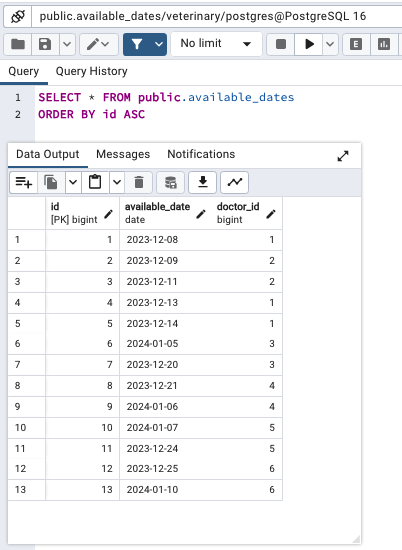 public.available_dates/veterinary/postgres@PostgreSQL 16
No limit
E
Query Query History
1 SELECT * FROM public.available_dates
2 ORDER BY id ASC
Data Output Messages Notifications
id available_date doctor_id
[PK] bigint date bigint
1 1 2023-12-08 1
2 2 2023-12-09 2
3 3 2023-12-11 2
4 4 2023-12-13 1
5 5 2023-12-14 1
6 6 2024-01-05 3
7 7 2023-12-20 3
8 8 2023-12-21 4
9 9 2024-01-06 4
10 10 2024-01-07 5
11 11 2023-12-24 5
12 12 2023-12-25 6
13 13 2024-01-10 6